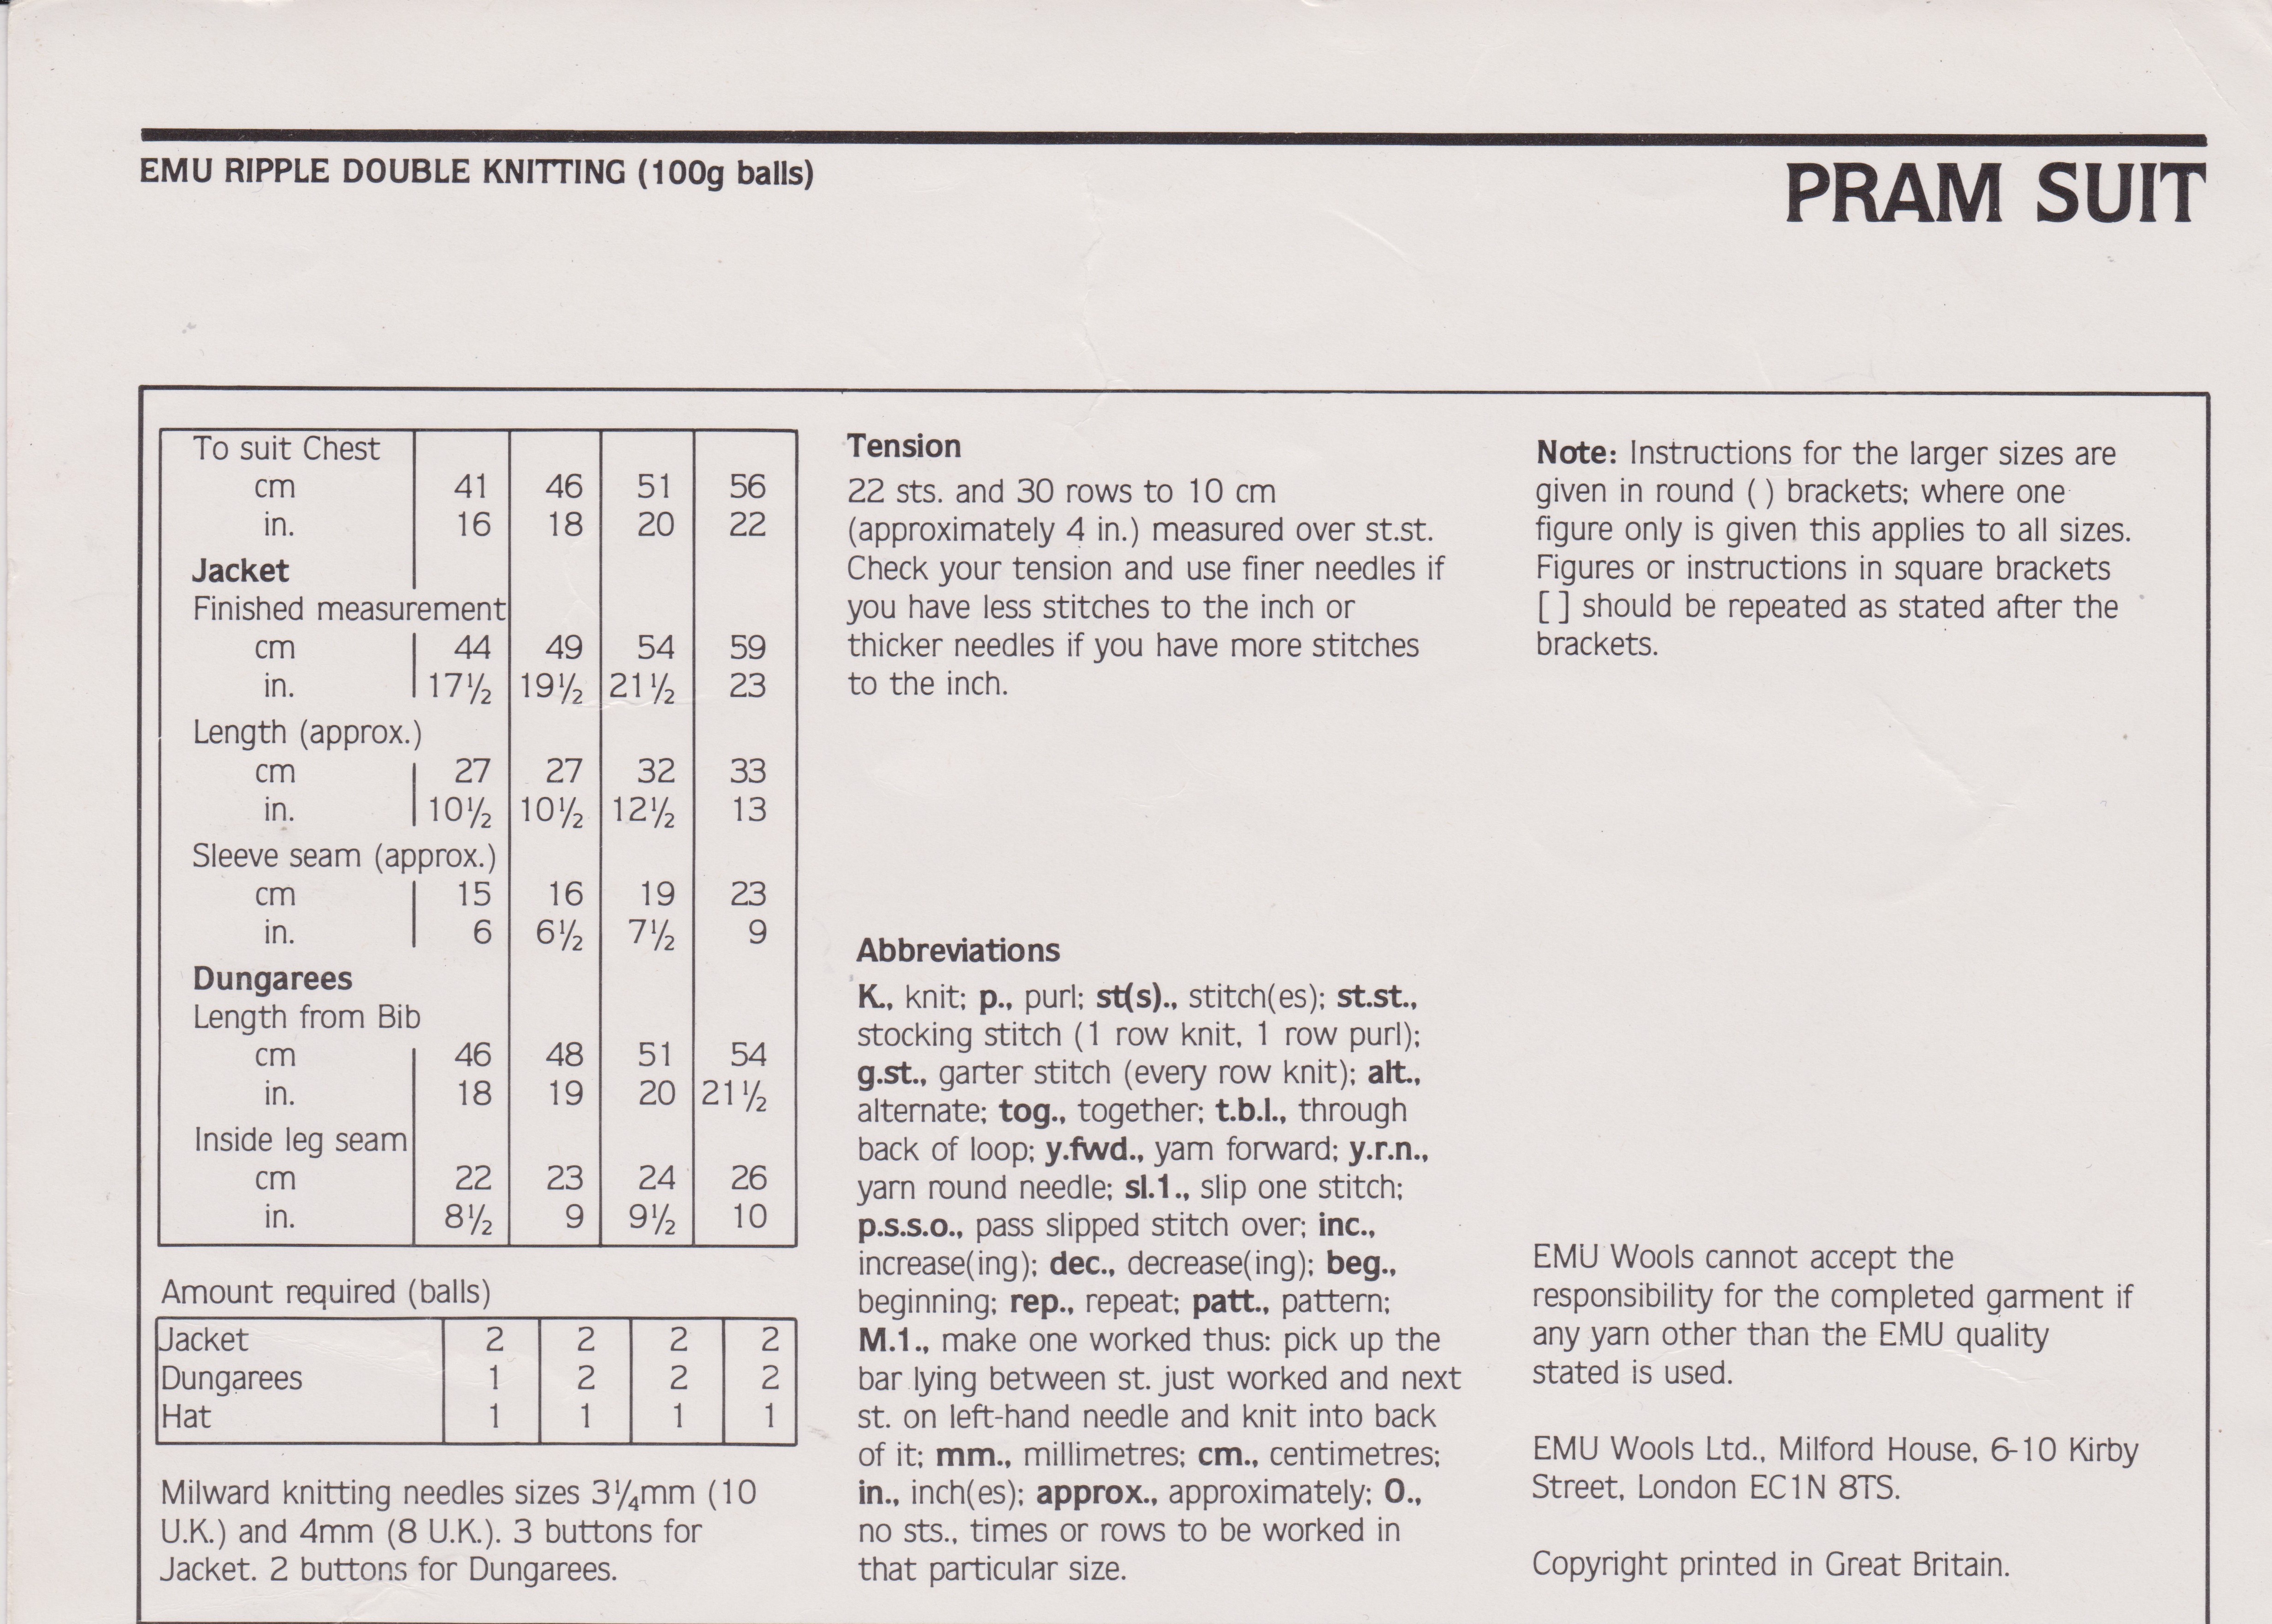 EMU RIPPLE DOUBLE KNITTING (100g balls)
PRAM SUIT
To suit Chest
cm 41 46 51 56
in. 16 18 20 22
Jacket
Finished measurement
cm 44 49 54 59
in. 17½ 19½ 21½ 23
Length (approx.)
cm 27 27 32 33
in. 10½ 10½ 12½ 13
Sleeve seam (approx.)
cm 15 16 19 23
in. 6 6½ 7½ 9
Dungarees
Length from Bib
cm 46 48 51 54
in. 18 19 20 21½
Inside leg seam
cm 22 23 24 26
in. 8½ 9 9½ 10
Amount required (balls)
Jacket 2 2 2 2
Dungarees 1 2 2 2
Hat 1 1 1 1
Milward knitting needles sizes 3¼mm (10
U.K.) and 4mm (8 U.K.). 3 buttons for
Jacket. 2 buttons for Dungarees.
Tension
22 sts. and 30 rows to 10 cm
(approximately 4 in.) measured over st.st.
Check your tension and use finer needles if
you have less stitches to the inch or
thicker needles if you have more stitches
to the inch.
Abbreviations
K., knit; p., purl; st(s)., stitch(es); st.st.,
stocking stitch (1 row knit, 1 row purl);
g.st., garter stitch (every row knit); alt.,
alternate; tog., together; t.b.l., through
back of loop; y.fwd., yarn forward; y.r.n.,
yarn round needle; sl.1., slip one stitch;
p.s.s.o., pass slipped stitch over; inc.,
increase(ing); dec., decrease(ing); beg.,
beginning; rep., repeat; patt., pattern;
M.1., make one worked thus: pick up the
bar lying between st. just worked and next
st. on left-hand needle and knit into back
of it; mm., millimetres; cm., centimetres;
in., inch(es); approx., approximately; 0.,
no sts., times or rows to be worked in
that particular size.
Note: Instructions for the larger sizes are
given in round ( ) brackets; where one
figure only is given this applies to all sizes.
Figures or instructions in square brackets
[ ] should be repeated as stated after the
brackets.
EMU Wools cannot accept the
responsibility for the completed garment if
any yarn other than the EMU quality
stated is used.
EMU Wools Ltd., Milford House, 6-10 Kirby
Street, London EC1N 8TS.
Copyright printed in Great Britain.